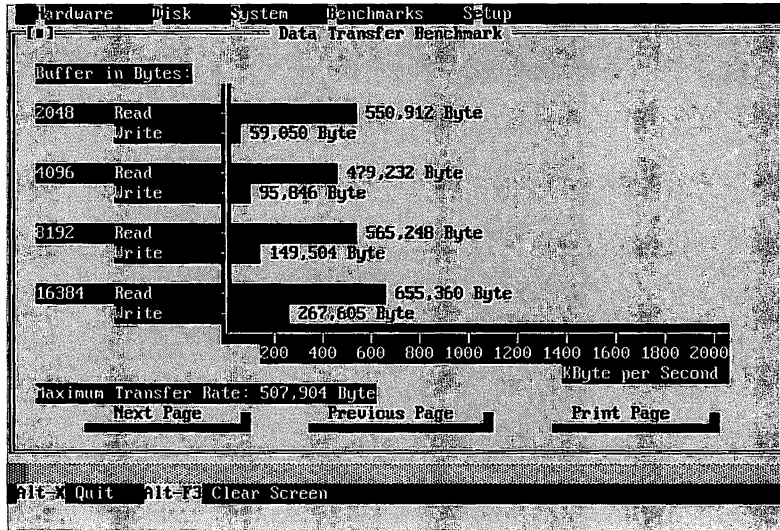 Hardware Disk System Benchmarks Setup
[■] Data Transfer Benchmark
Buffer in Bytes:
2048 Read 550,912 Byte
Write 59,050 Byte
4096 Read 479,232 Byte
Write 95,846 Byte
8192 Read 565,248 Byte
Write 149,504 Byte
16384 Read 655,360 Byte
Write 267,605 Byte
200 400 600 800 1000 1200 1400 1600 1800 2000
KByte per Second
Maximum Transfer Rate: 507,904 Byte
Next Page Previous Page Print Page
Alt-X Quit Alt-F3 Clear Screen